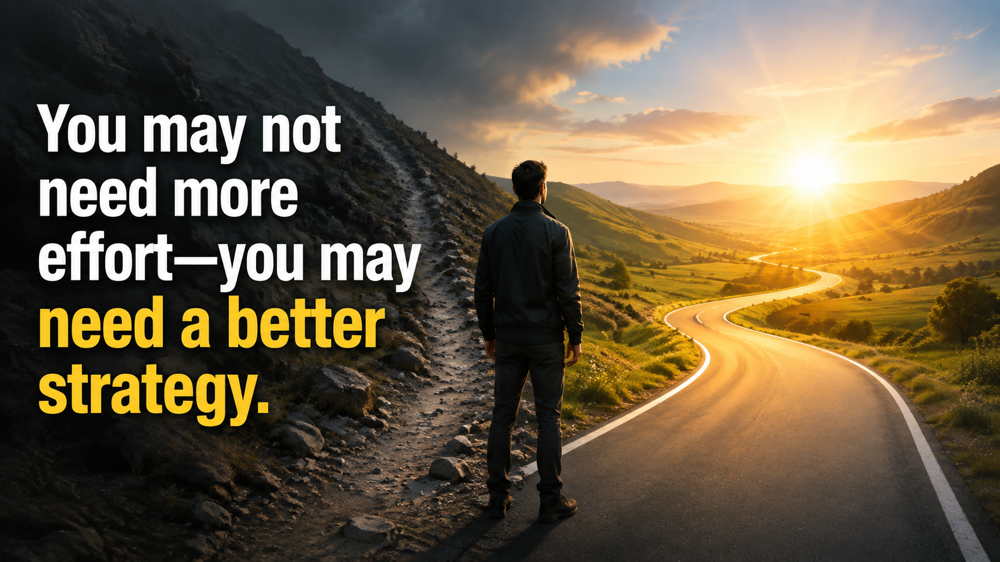 You may not
need more
effort—you may
need a better
strategy.